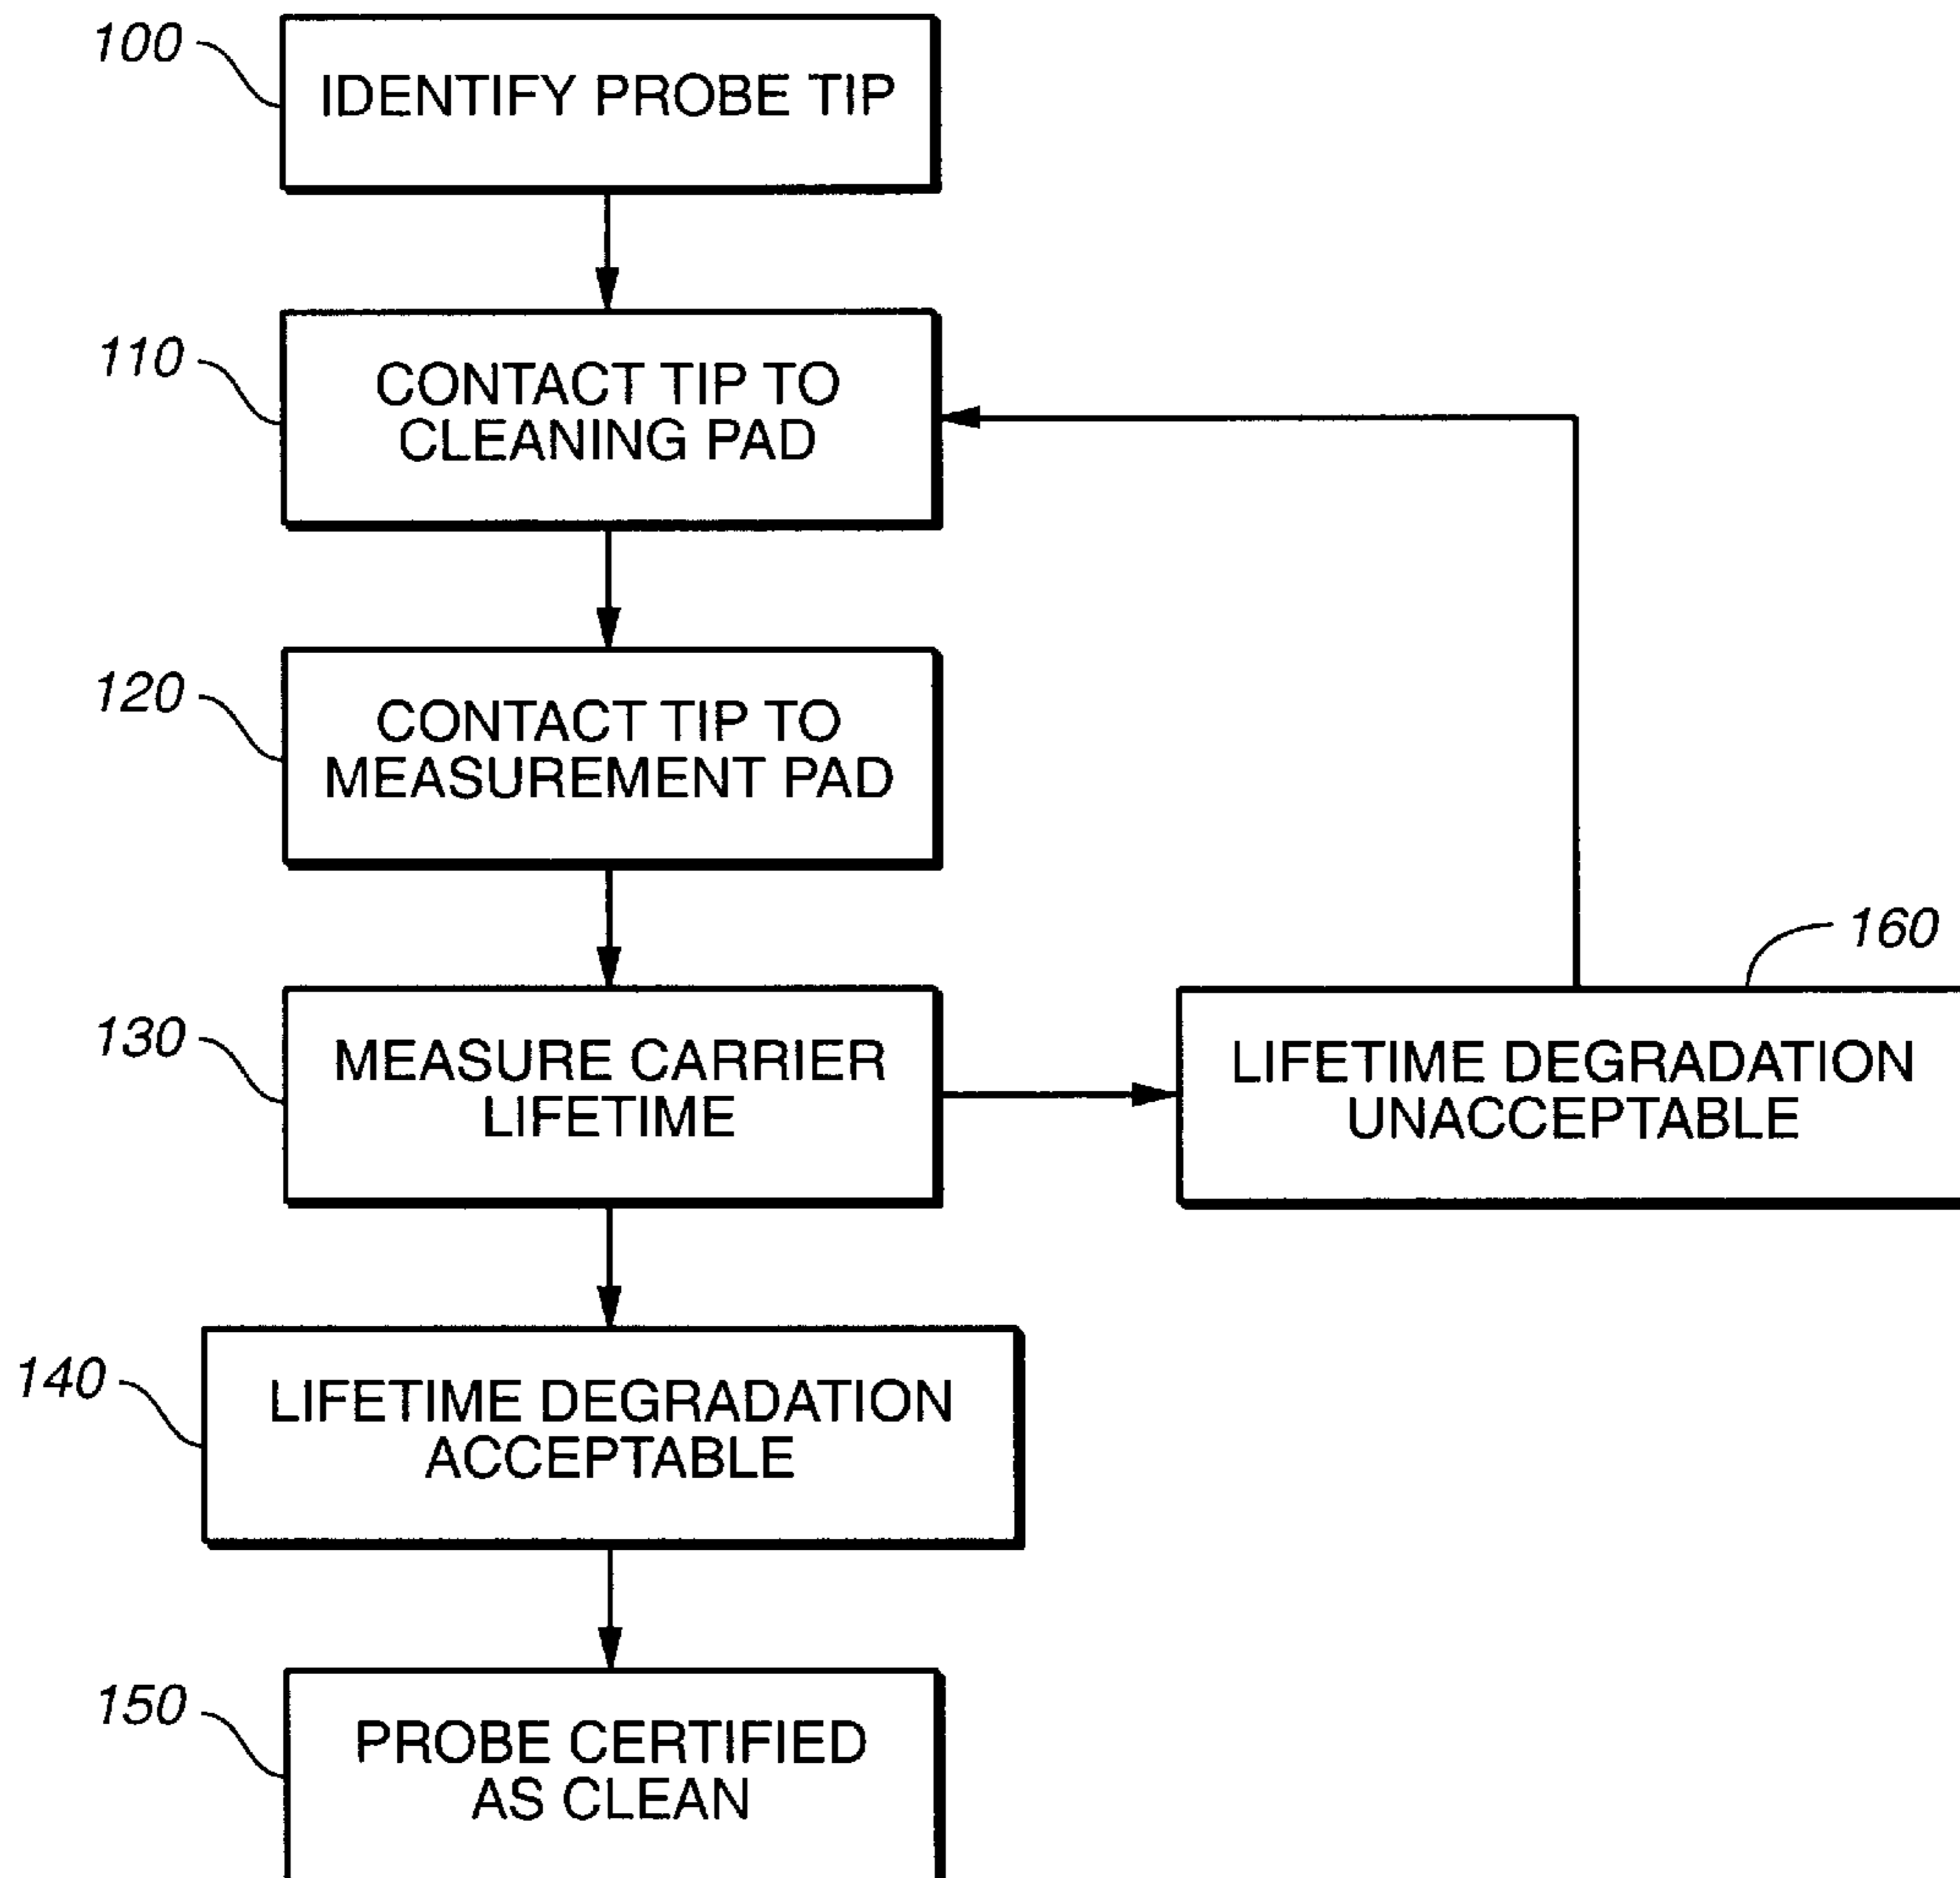 100
IDENTIFY PROBE TIP
110
CONTACT TIP TO
CLEANING PAD
120
CONTACT TIP TO
MEASUREMENT PAD
130
MEASURE CARRIER
LIFETIME
160
LIFETIME DEGRADATION
UNACCEPTABLE
140
LIFETIME DEGRADATION
ACCEPTABLE
150
PROBE CERTIFIED
AS CLEAN